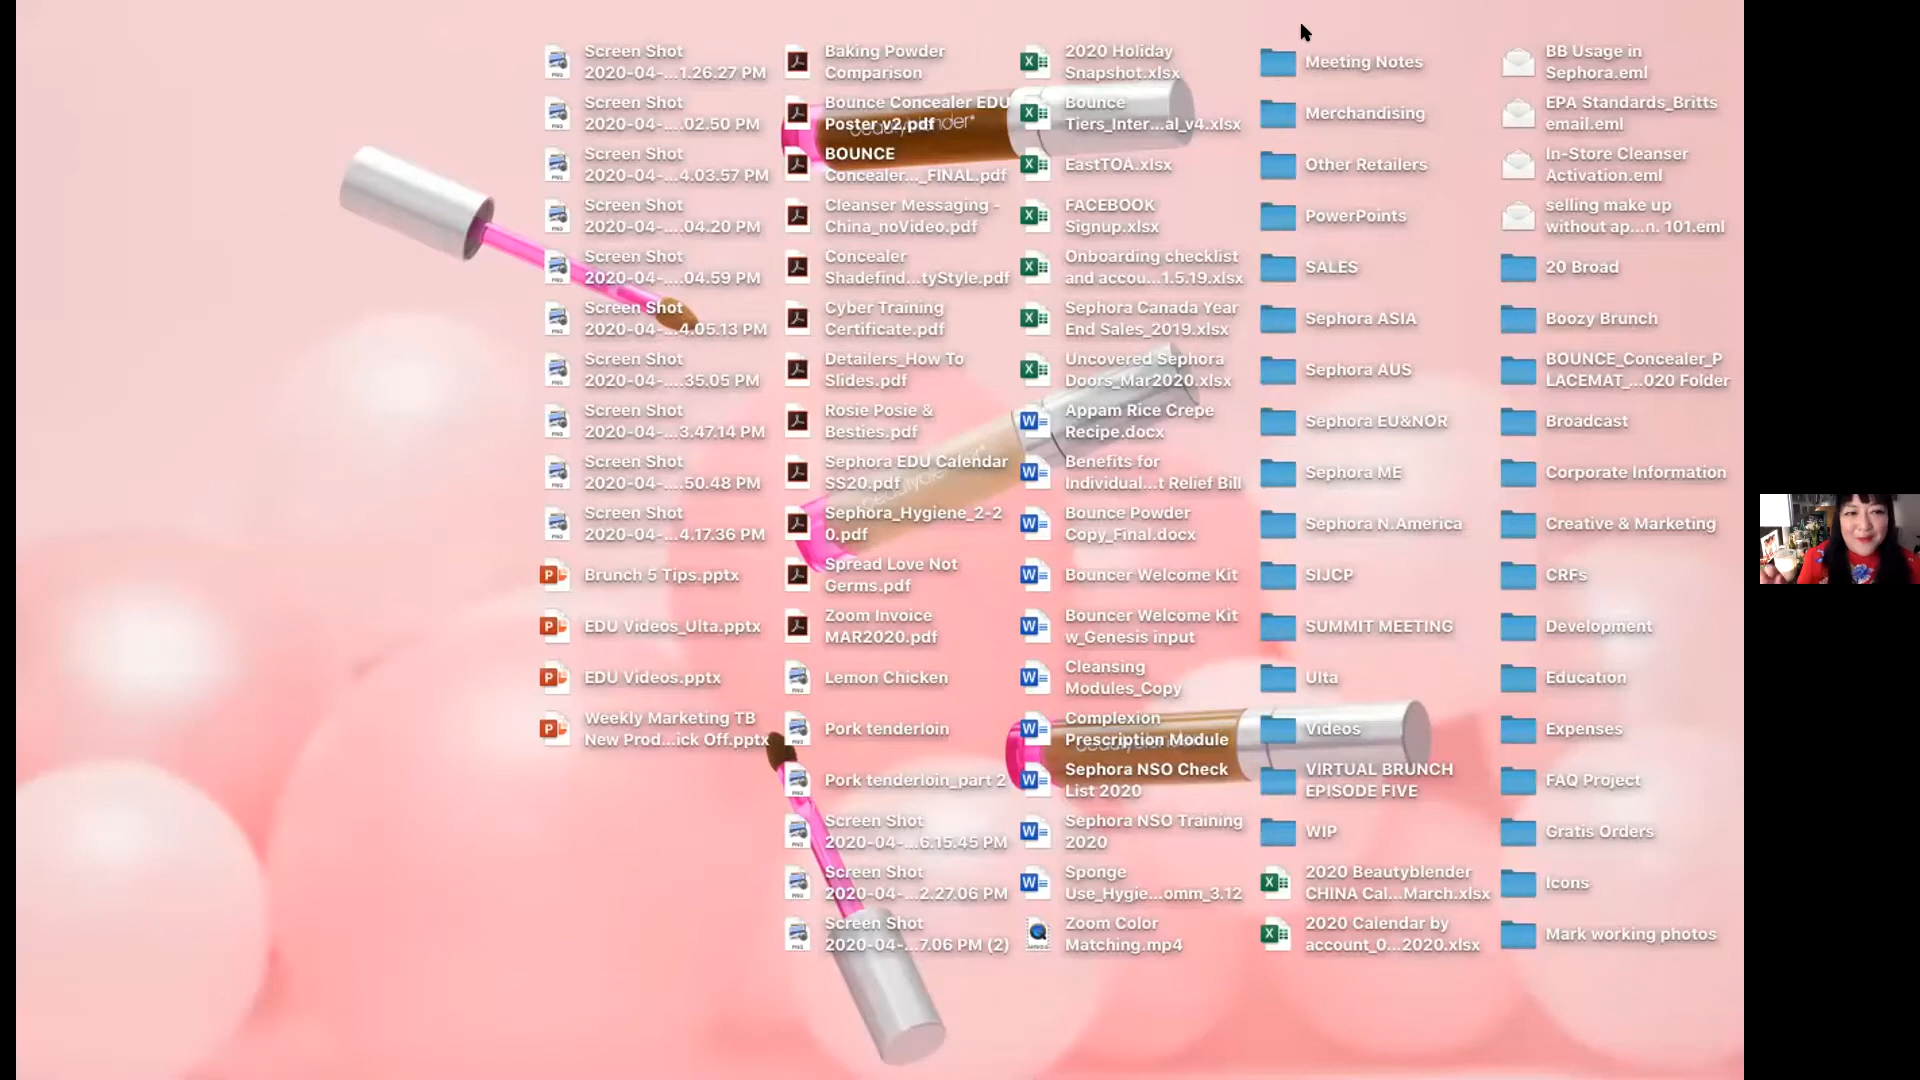 Screen Shot
2020-04-...1.26.27 PM
Screen Shot
2020-04-....02.50 PM
Screen Shot
2020-04-...4.03.57 PM
Screen Shot
2020-04-....04.20 PM
Screen Shot
2020-04-....04.59 PM
Screen Shot
2020-04-...4.05.13 PM
Screen Shot
2020-04-....35.05 PM
Screen Shot
2020-04-...3.47.14 PM
Screen Shot
2020-04-....50.48 PM
Screen Shot
2020-04-...4.17.36 PM
Brunch 5 Tips.pptx
EDU Videos_Ulta.pptx
EDU Videos.pptx
Weekly Marketing TB
New Prod...ick Off.pptx
Baking Powder
Comparison
Bounce Concealer EDU
Poster v2.pdf
BOUNCE
Concealer..._FINAL.pdf
Cleanser Messaging -
China_noVideo.pdf
Concealer
Shadefind...tyStyle.pdf
Cyber Training
Certificate.pdf
Detailers_How To
Slides.pdf
Rosie Posie &
Besties.pdf
Sephora EDU Calendar
SS20.pdf
Sephora_Hygiene_2-2
0.pdf
Spread Love Not
Germs.pdf
Zoom Invoice
MAR2020.pdf
Lemon Chicken
Pork tenderloin
Pork tenderloin_part 2
Screen Shot
2020-04-...6.15.45 PM
Screen Shot
2020-04-...2.27.06 PM
Screen Shot
2020-04-...7.06 PM (2)
2020 Holiday
Snapshot.xlsx
Bounce
Tiers_Inter...al_v4.xlsx
EastTOA.xlsx
FACEBOOK
Signup.xlsx
Onboarding checklist
and accou...1.5.19.xlsx
Sephora Canada Year
End Sales_2019.xlsx
Uncovered Sephora
Doors_Mar2020.xlsx
Appam Rice Crepe
Recipe.docx
Benefits for
Individual...t Relief Bill
Bounce Powder
Copy_Final.docx
Bouncer Welcome Kit
Bouncer Welcome Kit
w_Genesis input
Cleansing
Modules_Copy
Complexion
Prescription Module
Sephora NSO Check
List 2020
Sephora NSO Training
2020
Sponge
Use_Hygie...omm_3.12
Zoom Color
Matching.mp4
Meeting Notes
Merchandising
Other Retailers
PowerPoints
SALES
Sephora ASIA
Sephora AUS
Sephora EU&NOR
Sephora ME
Sephora N.America
SIJCP
SUMMIT MEETING
Ulta
Videos
VIRTUAL BRUNCH
EPISODE FIVE
WIP
2020 Beautyblender
CHINA Cal...March.xlsx
2020 Calendar by
account_0...2020.xlsx
BB Usage in
Sephora.eml
EPA Standards_Britts
email.eml
In-Store Cleanser
Activation.eml
selling make up
without ap...n. 101.eml
20 Broad
Boozy Brunch
BOUNCE_Concealer_P
LACEMAT_...020 Folder
Broadcast
Corporate Information
Creative & Marketing
CRFs
Development
Education
Expenses
FAQ Project
Gratis Orders
Icons
Mark working photos